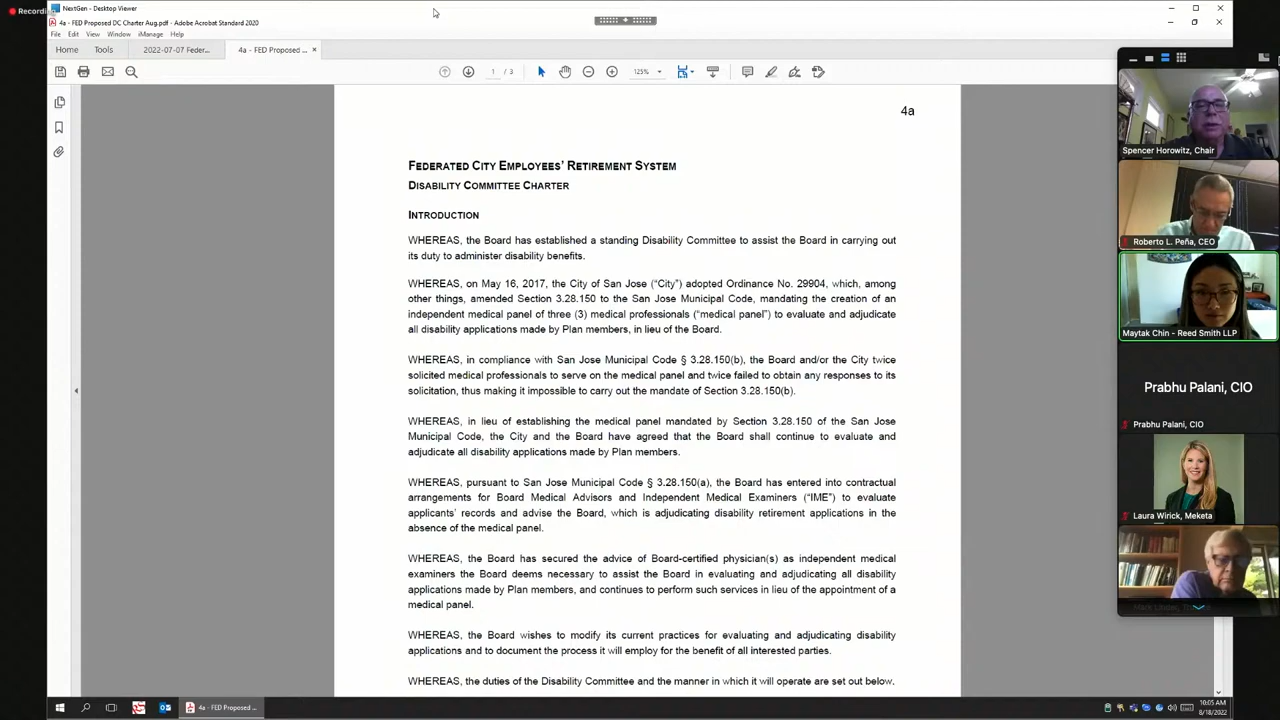 Recording
NextGen - Desktop Viewer
4a - FED Proposed DC Charter Aug.pdf - Adobe Acrobat Standard 2020
File Edit View Window iManage Help
Home Tools 2022-07-07 Feder... 4a - FED Proposed ... ×
1 / 3 125%
4a
FEDERATED CITY EMPLOYEES' RETIREMENT SYSTEM
DISABILITY COMMITTEE CHARTER
INTRODUCTION
WHEREAS, the Board has established a standing Disability Committee to assist the Board in carrying out
its duty to administer disability benefits.
WHEREAS, on May 16, 2017, the City of San Jose ("City") adopted Ordinance No. 29904, which, among
other things, amended Section 3.28.150 to the San Jose Municipal Code, mandating the creation of an
independent medical panel of three (3) medical professionals ("medical panel") to evaluate and adjudicate
all disability applications made by Plan members, in lieu of the Board.
WHEREAS, in compliance with San Jose Municipal Code § 3.28.150(b), the Board and/or the City twice
solicited medical professionals to serve on the medical panel and twice failed to obtain any responses to its
solicitation, thus making it impossible to carry out the mandate of Section 3.28.150(b).
WHEREAS, in lieu of establishing the medical panel mandated by Section 3.28.150 of the San Jose
Municipal Code, the City and the Board have agreed that the Board shall continue to evaluate and
adjudicate all disability applications made by Plan members.
WHEREAS, pursuant to San Jose Municipal Code § 3.28.150(a), the Board has entered into contractual
arrangements for Board Medical Advisors and Independent Medical Examiners ("IME") to evaluate
applicants' records and advise the Board, which is adjudicating disability retirement applications in the
absence of the medical panel.
WHEREAS, the Board has secured the advice of Board-certified physician(s) as independent medical
examiners the Board deems necessary to assist the Board in evaluating and adjudicating all disability
applications made by Plan members, and continues to perform such services in lieu of the appointment of a
medical panel.
WHEREAS, the Board wishes to modify its current practices for evaluating and adjudicating disability
applications and to document the process it will employ for the benefit of all interested parties.
WHEREAS, the duties of the Disability Committee and the manner in which it will operate are set out below.
Spencer Horowitz, Chair
Roberto L. Peña, CEO
Maytak Chin - Reed Smith LLP
Prabhu Palani, CIO
Prabhu Palani, CIO
Laura Wirick, Meketa
4a - FED Proposed ...
10:05 AM
8/18/2022